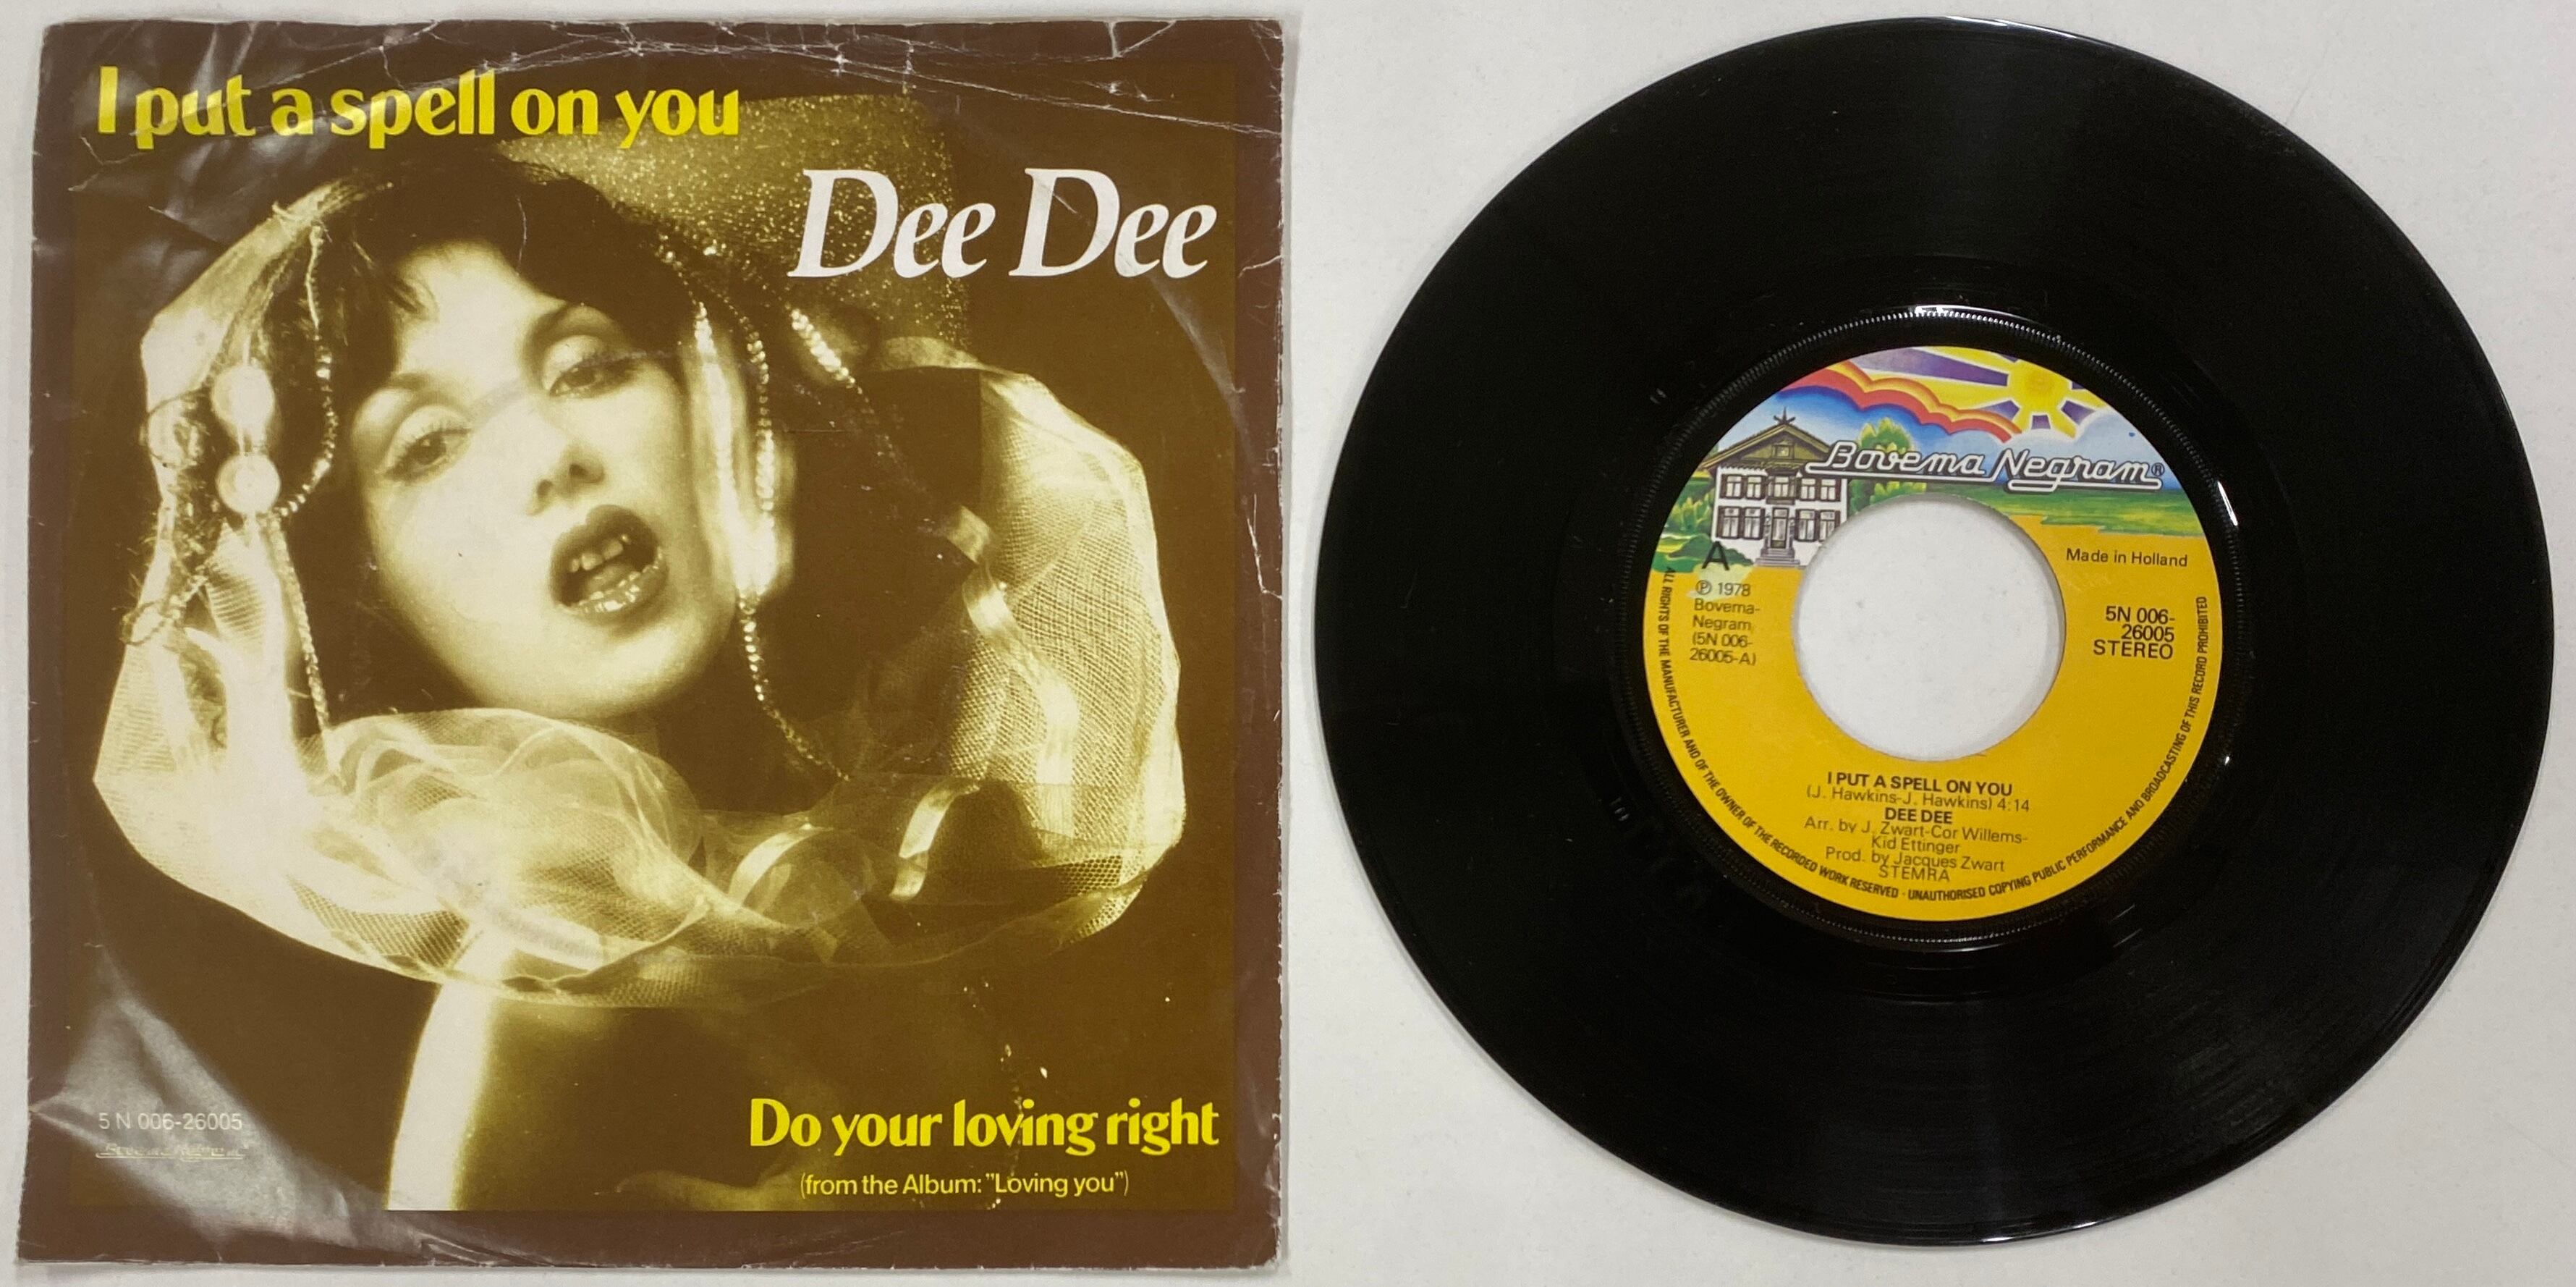 I put a spell on you
Dee Dee
Do your loving right
(from the Album: "Loving you")
5 N 006-26005
Bovema Negram
Bovema Negram®
Made in Holland
A
℗ 1978
Bovema-
Negram
(5N 006-
26005-A)
5N 006-
26005
STEREO
I PUT A SPELL ON YOU
(J. Hawkins-J. Hawkins) 4:14
DEE DEE
Arr. by J. Zwart-Cor Willems-
Kid Ettinger
Prod. by Jacques Zwart
STEMRA
ALL RIGHTS OF THE MANUFACTURER AND OF THE OWNER OF THE RECORDED WORK RESERVED · UNAUTHORISED COPYING PUBLIC PERFORMANCE AND BROADCASTING OF THIS RECORD PROHIBITED